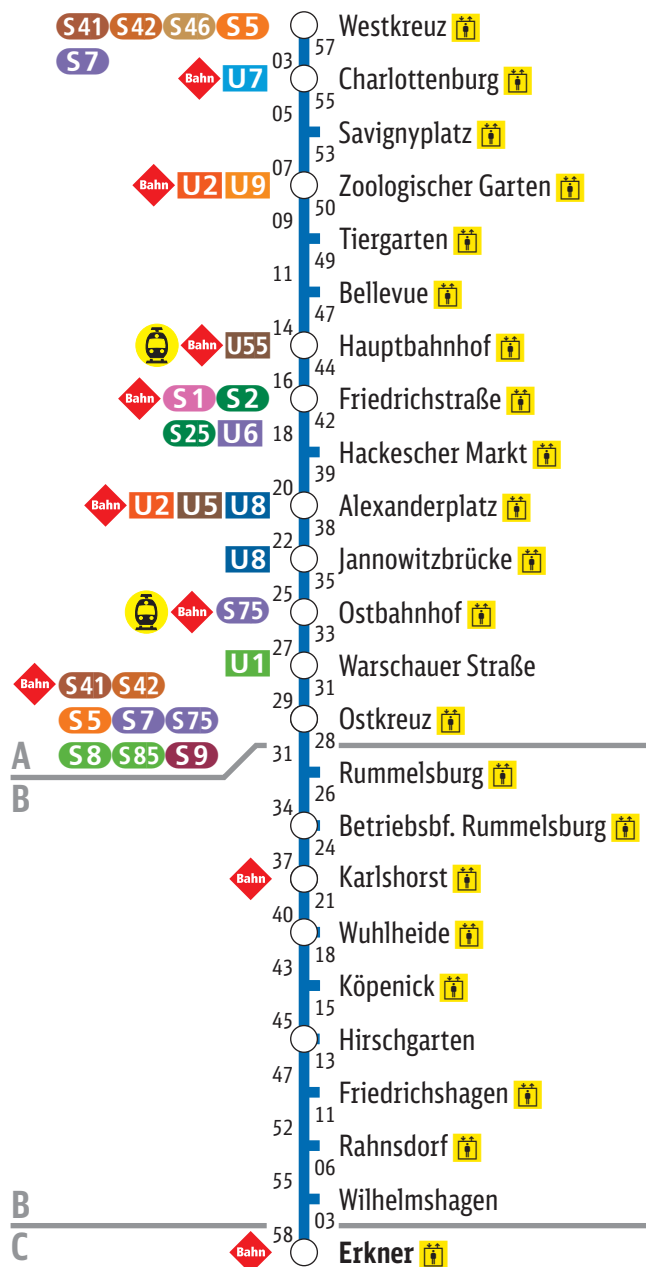 S41 S42 S46 S5 Westkreuz
57
S7
03
Bahn U7 Charlottenburg
55
05
Savignyplatz
53
07
Bahn U2 U9 Zoologischer Garten
50
09
Tiergarten
49
11
Bellevue
47
14
Bahn U55 Hauptbahnhof
44
16
Bahn S1 S2 Friedrichstraße
42
S25 U6 18
Hackescher Markt
39
20
Bahn U2 U5 U8 Alexanderplatz
38
22
U8 Jannowitzbrücke
35
25
Bahn S75 Ostbahnhof
33
27
U1 Warschauer Straße
31
Bahn S41 S42
29
S5 S7 S75 Ostkreuz
28
A S8 S85 S9 31
B
Rummelsburg
26
34
Betriebsbf. Rummelsburg
24
37
Bahn Karlshorst
21
40
Wuhlheide
18
43
Köpenick
15
45
Hirschgarten
13
47
Friedrichshagen
11
52
Rahnsdorf
06
55
Wilhelmshagen
B
03
58
C Bahn Erkner